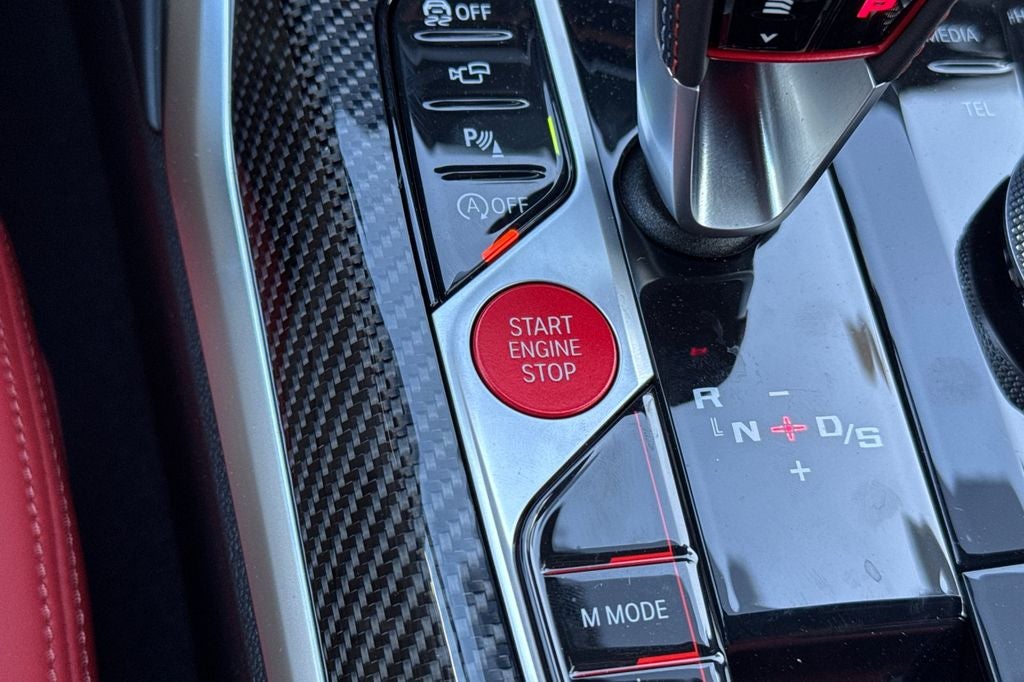 OFF
P
A OFF
START
ENGINE
STOP
M MODE
P
MEDIA
TEL
R −
N D/S
+